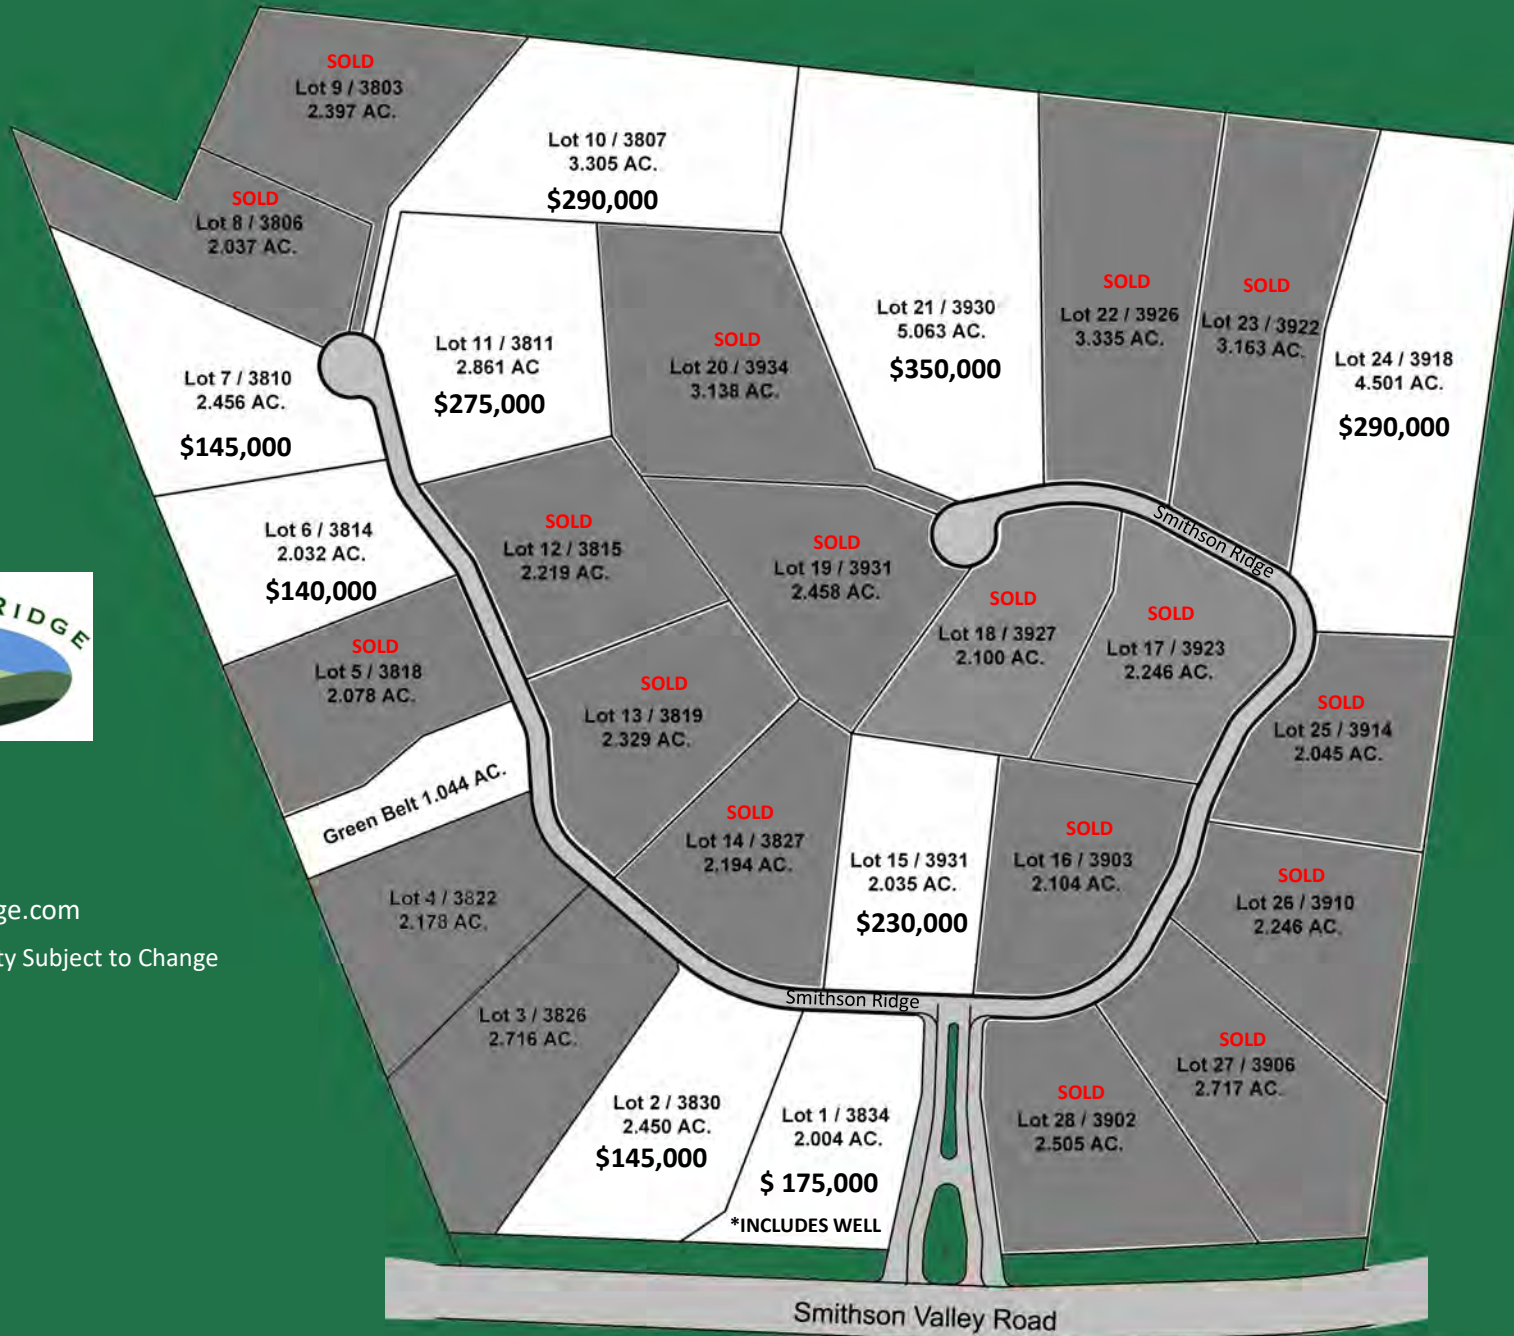 SOLD
Lot 9 / 3803
2.397 AC.
Lot 10 / 3807
3.305 AC.
$290,000
SOLD
Lot 8 / 3806
2.037 AC.
Lot 21 / 3930
5.063 AC.
$350,000
SOLD
Lot 22 / 3926
3.335 AC.
SOLD
Lot 23 / 3922
3.163 AC.
Lot 24 / 3918
4.501 AC.
$290,000
Lot 7 / 3810
2.456 AC.
$145,000
Lot 11 / 3811
2.861 AC
$275,000
SOLD
Lot 20 / 3934
3.138 AC.
Lot 6 / 3814
2.032 AC.
$140,000
SOLD
Lot 12 / 3815
2.219 AC.
SOLD
Lot 19 / 3931
2.458 AC.
Smithson Ridge
SOLD
Lot 18 / 3927
2.100 AC.
SOLD
Lot 17 / 3923
2.246 AC.
RIDGE
SOLD
Lot 5 / 3818
2.078 AC.
SOLD
Lot 13 / 3819
2.329 AC.
SOLD
Lot 25 / 3914
2.045 AC.
Green Belt 1.044 AC.
SOLD
Lot 14 / 3827
2.194 AC.
Lot 15 / 3931
2.035 AC.
$230,000
SOLD
Lot 16 / 3903
2.104 AC.
SOLD
Lot 26 / 3910
2.246 AC.
Lot 4 / 3822
2.178 AC.
ge.com
ty Subject to Change
Lot 3 / 3826
2.716 AC.
Smithson Ridge
SOLD
Lot 27 / 3906
2.717 AC.
Lot 2 / 3830
2.450 AC.
$145,000
Lot 1 / 3834
2.004 AC.
$ 175,000
*INCLUDES WELL
SOLD
Lot 28 / 3902
2.505 AC.
Smithson Valley Road